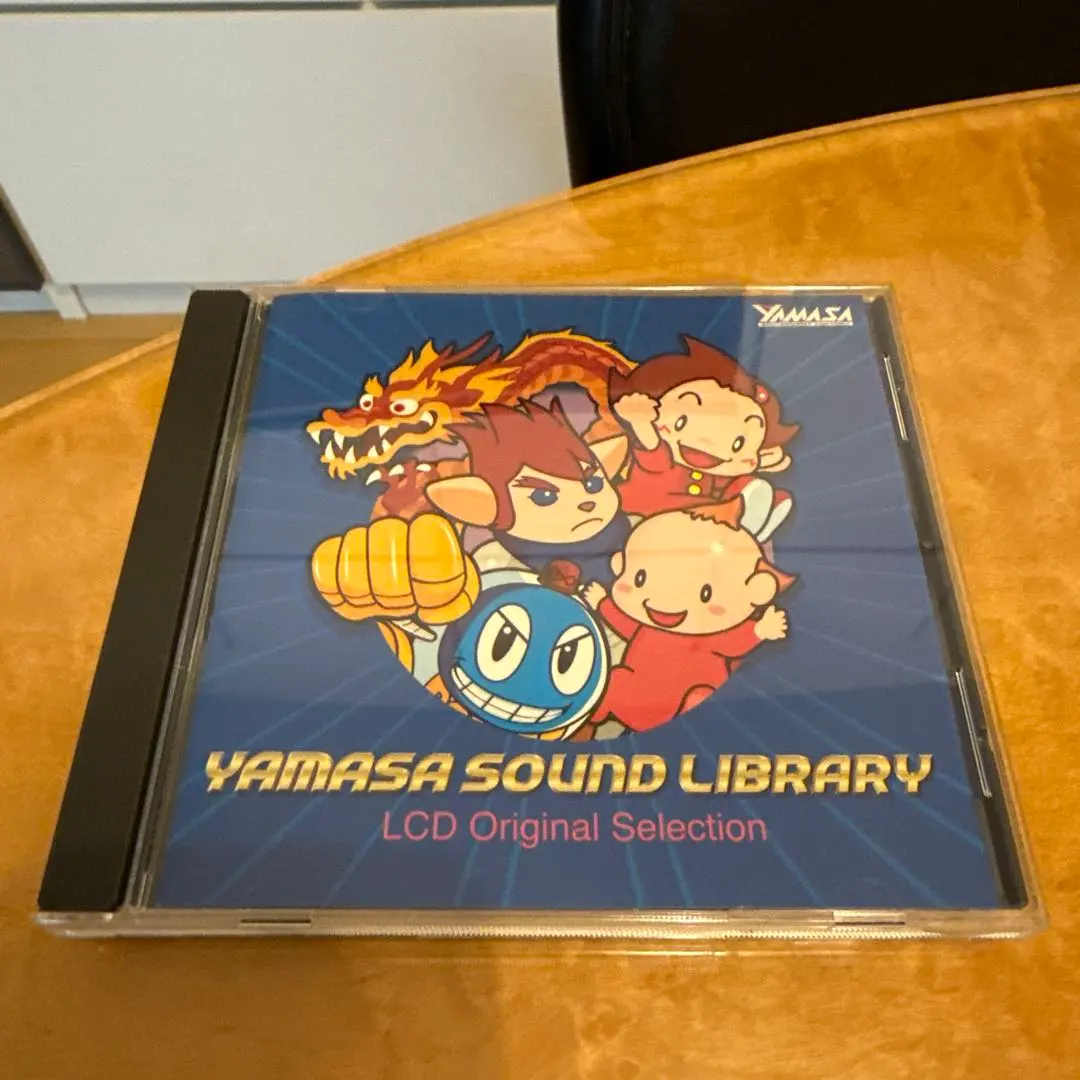 YAMASA
YAMASA SOUND LIBRARY
LCD Original Selection